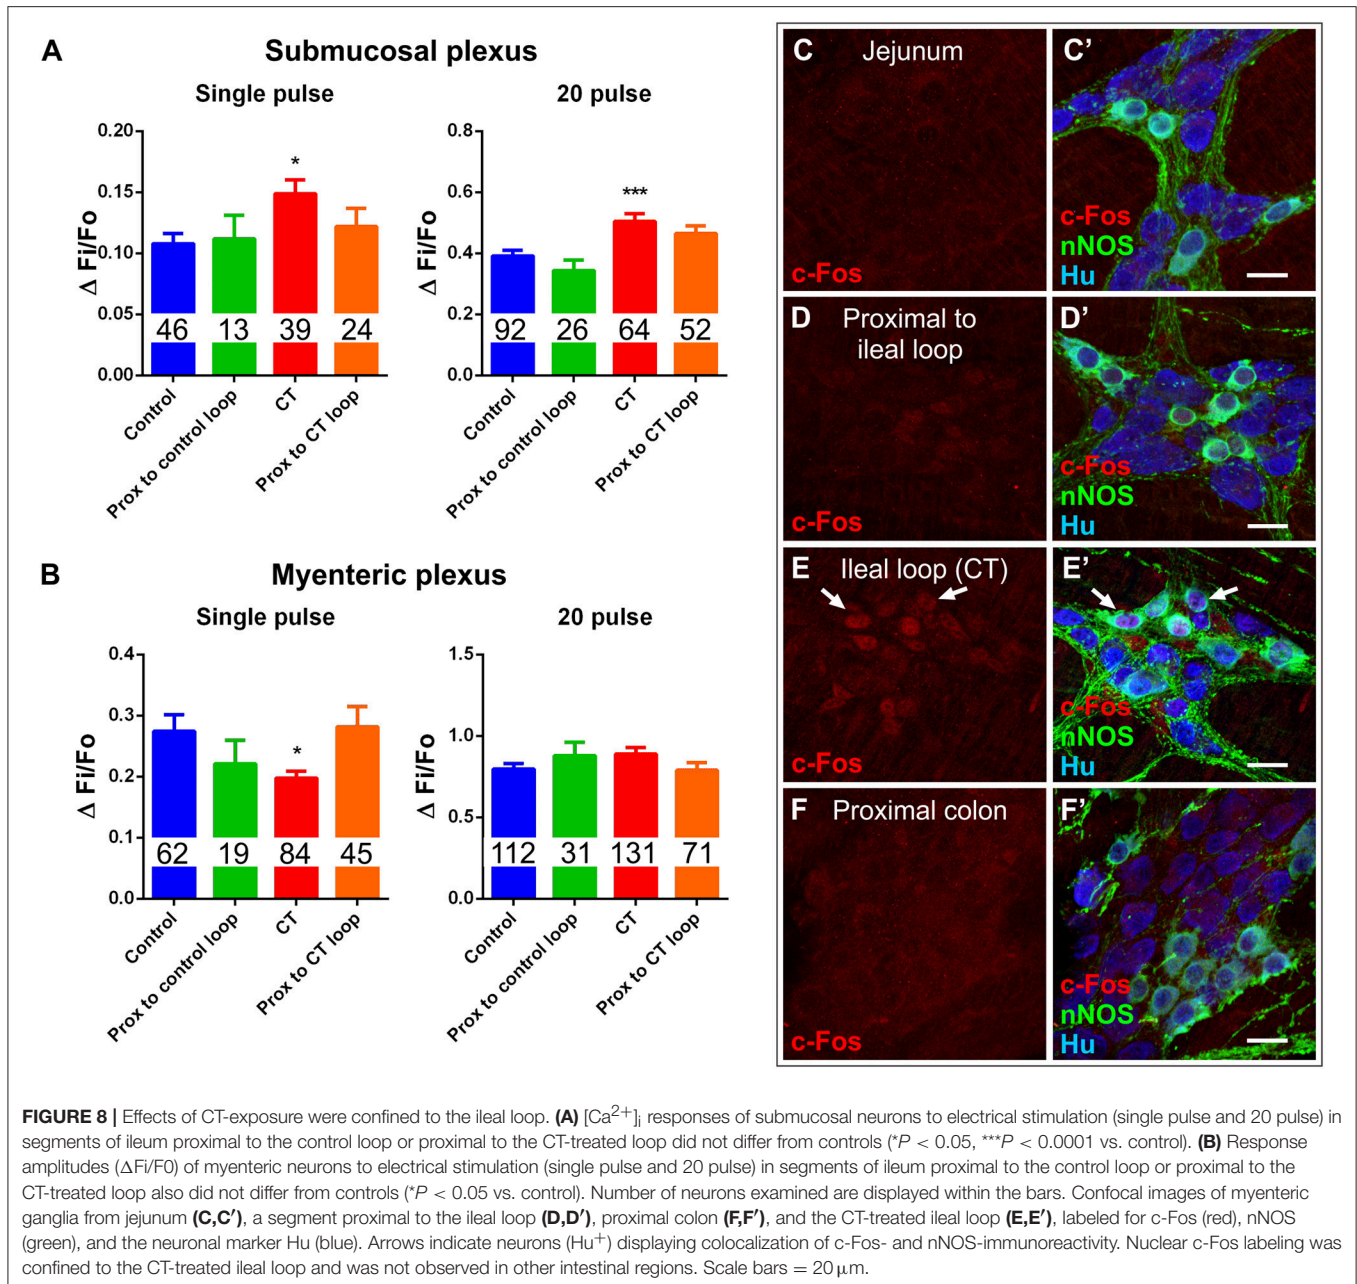 A
Submucosal plexus
Single pulse
Δ Fi/Fo
0.20
0.15
0.10
0.05
0.00
*
46 13 39 24
Control
Prox to control loop
CT
Prox to CT loop
20 pulse
Δ Fi/Fo
0.8
0.6
0.4
0.2
0.0
***
92 26 64 52
Control
Prox to control loop
CT
Prox to CT loop
B
Myenteric plexus
Single pulse
Δ Fi/Fo
0.4
0.3
0.2
0.1
0.0
*
62 19 84 45
Control
Prox to control loop
CT
Prox to CT loop
20 pulse
Δ Fi/Fo
1.5
1.0
0.5
0.0
112 31 131 71
Control
Prox to control loop
CT
Prox to CT loop
C Jejunum
c-Fos
C'
c-Fos
nNOS
Hu
D Proximal to
ileal loop
c-Fos
D'
c-Fos
nNOS
Hu
E Ileal loop (CT)
c-Fos
E'
c-Fos
nNOS
Hu
F Proximal colon
c-Fos
F'
c-Fos
nNOS
Hu
FIGURE 8 | Effects of CT-exposure were confined to the ileal loop. (A) [Ca2+]i responses of submucosal neurons to electrical stimulation (single pulse and 20 pulse) in
segments of ileum proximal to the control loop or proximal to the CT-treated loop did not differ from controls (*P < 0.05, ***P < 0.0001 vs. control). (B) Response
amplitudes (ΔFi/F0) of myenteric neurons to electrical stimulation (single pulse and 20 pulse) in segments of ileum proximal to the control loop or proximal to the
CT-treated loop also did not differ from controls (*P < 0.05 vs. control). Number of neurons examined are displayed within the bars. Confocal images of myenteric
ganglia from jejunum (C,C′), a segment proximal to the ileal loop (D,D′), proximal colon (F,F′), and the CT-treated ileal loop (E,E′), labeled for c-Fos (red), nNOS
(green), and the neuronal marker Hu (blue). Arrows indicate neurons (Hu+) displaying colocalization of c-Fos- and nNOS-immunoreactivity. Nuclear c-Fos labeling was
confined to the CT-treated ileal loop and was not observed in other intestinal regions. Scale bars = 20 μm.